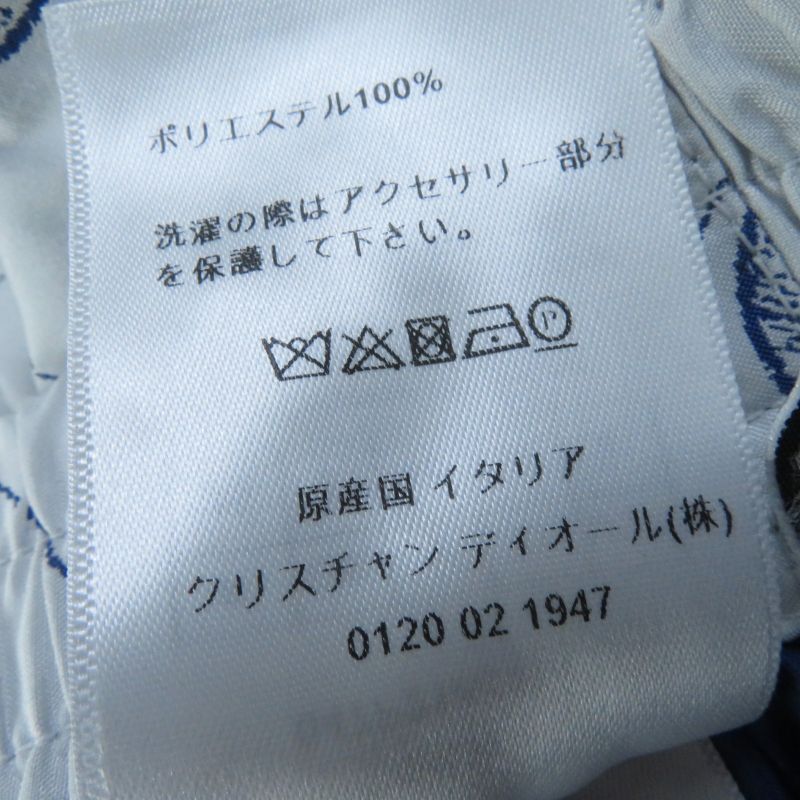 ポリエステル100%
洗濯の際はアクセサリー部分
を保護して下さい。
P
原産国 イタリア
クリスチャン ディオール(株)
0120 02 1947